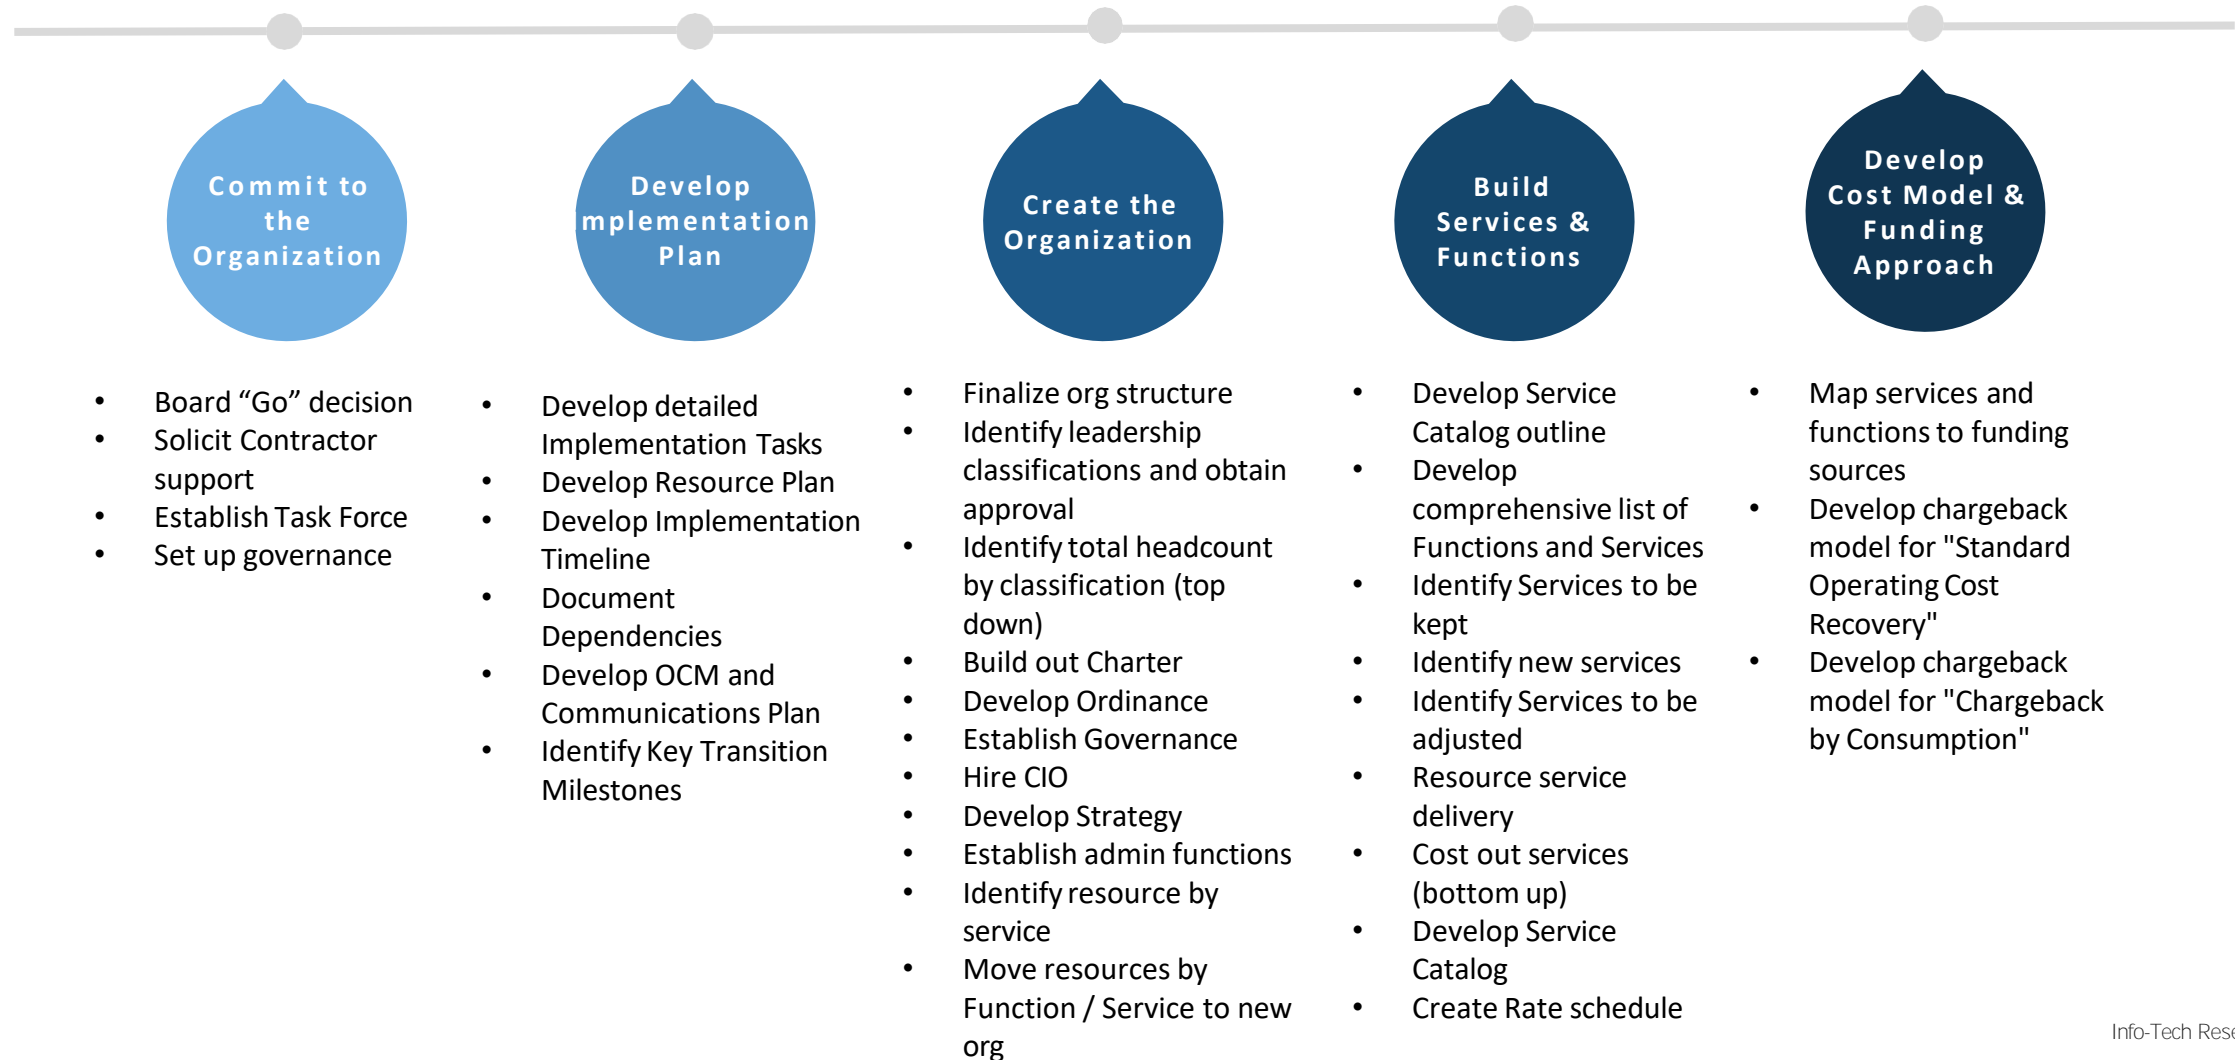 Commit to
the
Organization
Develop
mplementation
Plan
Create the
Organization
Build
Services &
Functions
Develop
Cost Model &
Funding
Approach
• Board “Go” decision
• Solicit Contractor
support
• Establish Task Force
• Set up governance
• Develop detailed
Implementation Tasks
• Develop Resource Plan
• Develop Implementation
Timeline
• Document
Dependencies
• Develop OCM and
Communications Plan
• Identify Key Transition
Milestones
• Finalize org structure
• Identify leadership
classifications and obtain
approval
• Identify total headcount
by classification (top
down)
• Build out Charter
• Develop Ordinance
• Establish Governance
• Hire CIO
• Develop Strategy
• Establish admin functions
• Identify resource by
service
• Move resources by
Function / Service to new
org
• Develop Service
Catalog outline
• Develop
comprehensive list of
Functions and Services
• Identify Services to be
kept
• Identify new services
• Identify Services to be
adjusted
• Resource service
delivery
• Cost out services
(bottom up)
• Develop Service
Catalog
• Create Rate schedule
• Map services and
functions to funding
sources
• Develop chargeback
model for "Standard
Operating Cost
Recovery"
• Develop chargeback
model for "Chargeback
by Consumption"
Info-Tech Rese